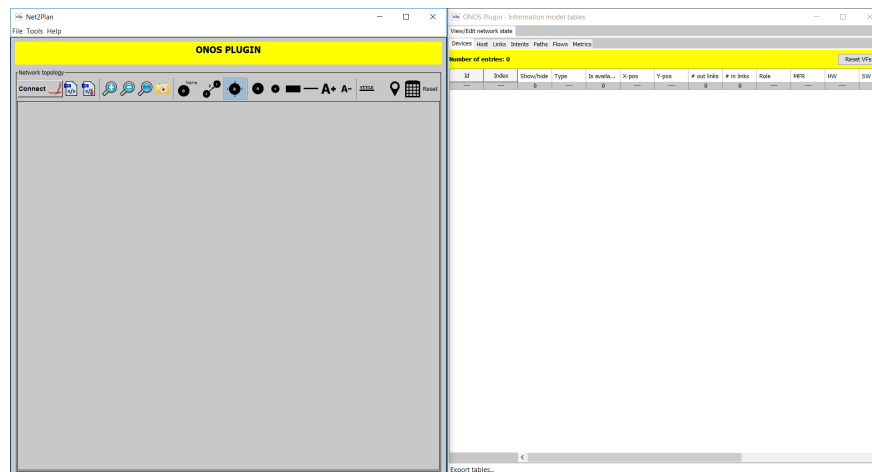 Net2Plan
File Tools Help
ONOS PLUGIN
Network topology
Connect
Name
A+ A-
Reset
ONOS Plugin - Information model tables
View/Edit network state
Devices Host Links Intents Paths Flows Metrics
Number of entries: 0
Reset VFs
Id Index Show/hide Type Is availa... X-pos Y-pos # out links # in links Role MFR HW SW
--- --- 0 --- 0 --- --- 0 0 --- --- --- ---
Export tables...